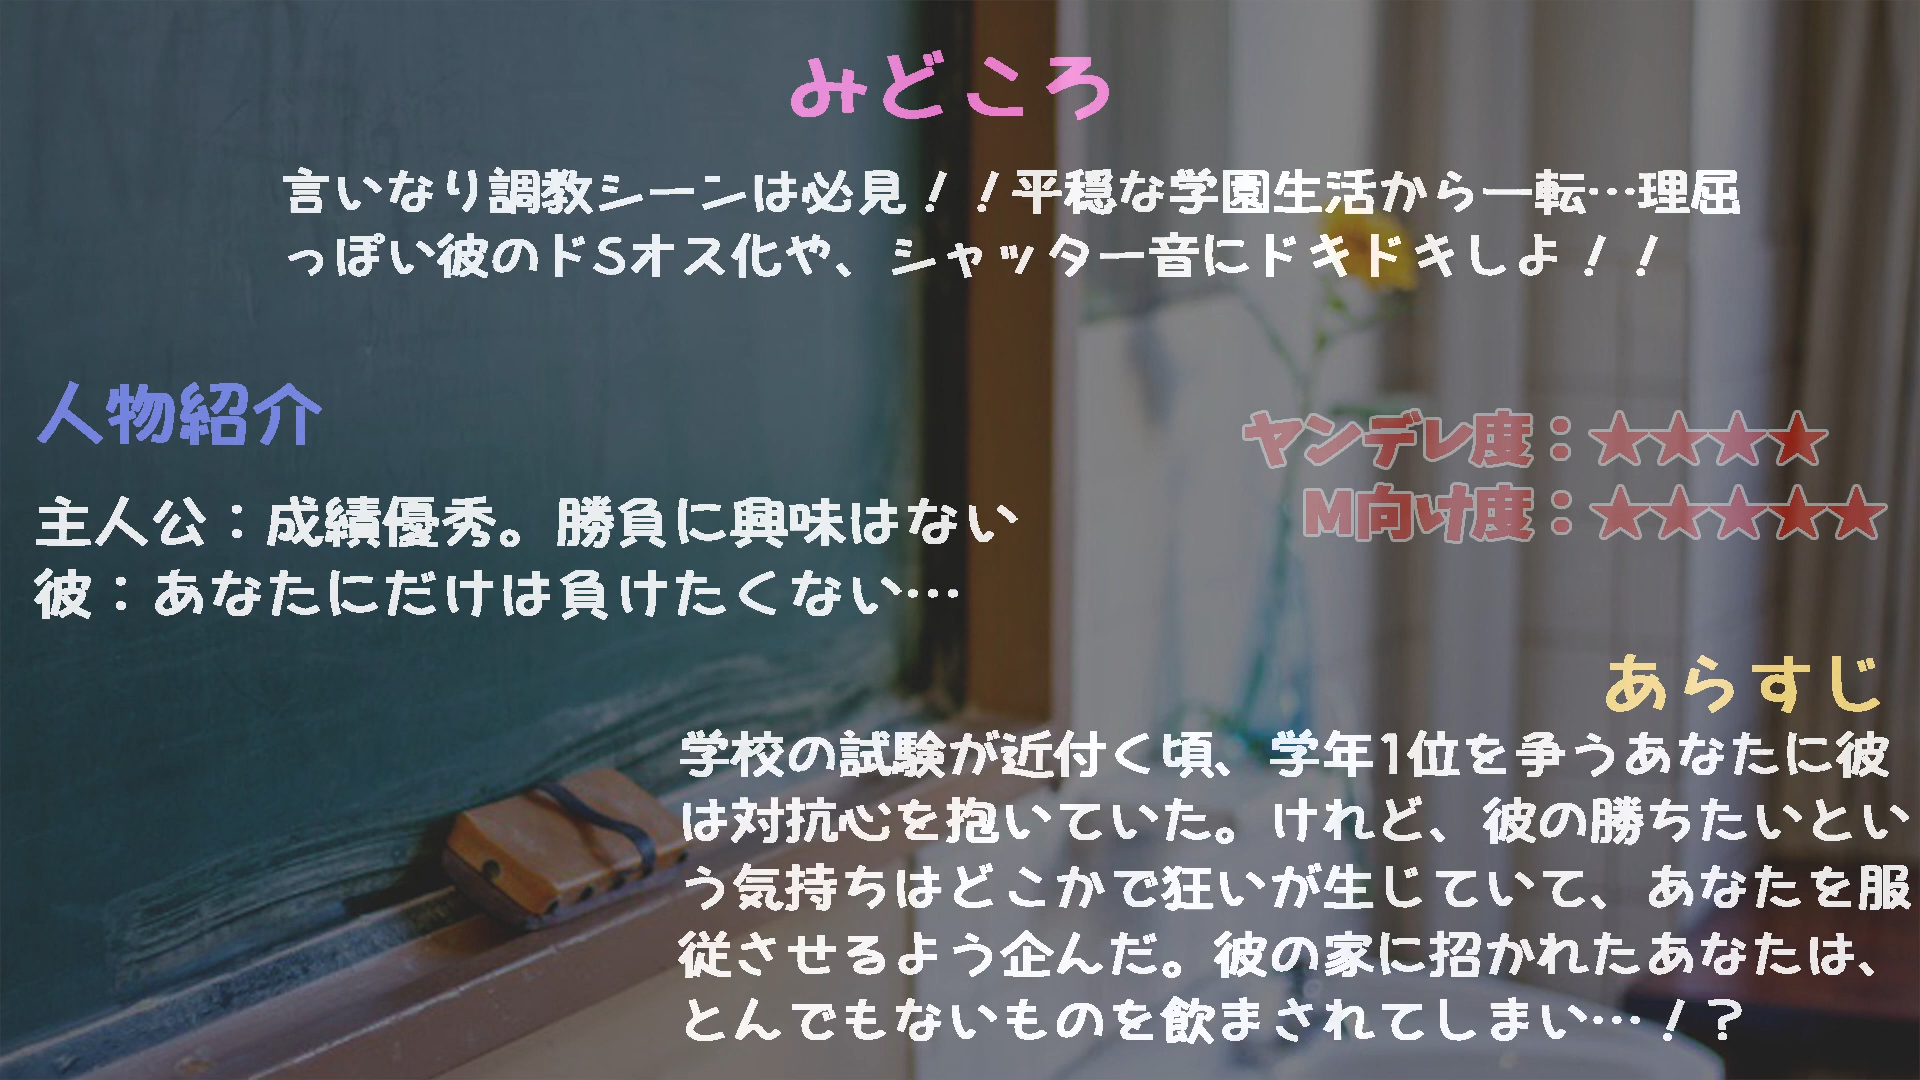 みどころ
言いなり調教シーンは必見！！平穏な学園生活から一転…理屈
っぽい彼のドSオス化や、シャッター音にドキドキしよ！！
人物紹介
主人公：成績優秀。勝負に興味はない
彼：あなたにだけは負けたくない…
ヤンデレ度：★★★★
M向け度：★★★★★
あらすじ
学校の試験が近付く頃、学年1位を争うあなたに彼
は対抗心を抱いていた。けれど、彼の勝ちたいとい
う気持ちはどこかで狂いが生じていて、あなたを服
従させるよう企んだ。彼の家に招かれたあなたは、
とんでもないものを飲まされてしまい…！？